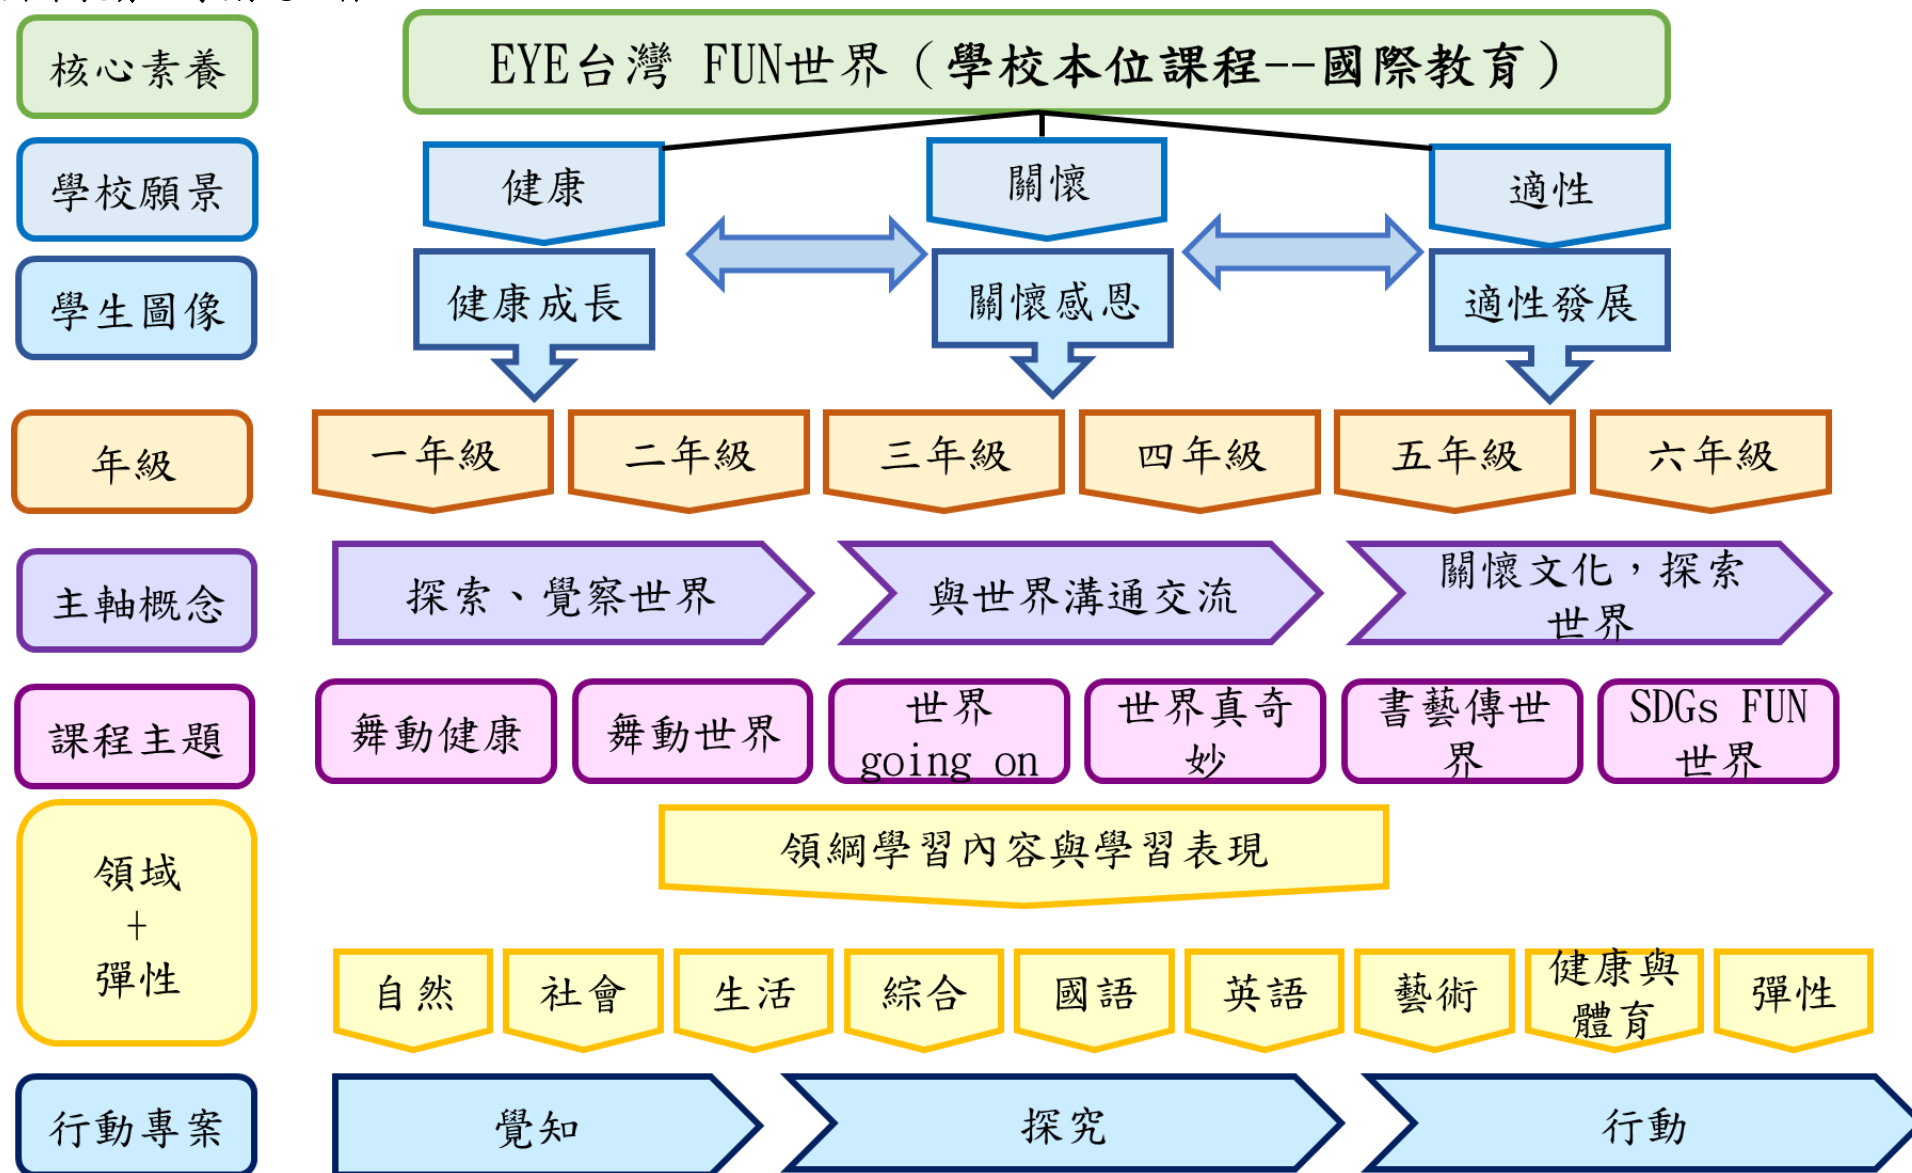 核心素養
EYE台灣 FUN世界（學校本位課程--國際教育）
學校願景
健康
關懷
適性
學生圖像
健康成長
關懷感恩
適性發展
年級
一年級
二年級
三年級
四年級
五年級
六年級
主軸概念
探索、覺察世界
與世界溝通交流
關懷文化，探索
世界
課程主題
舞動健康
舞動世界
世界
going on
世界真奇
妙
書藝傳世
界
SDGs FUN
世界
領域
+
彈性
領綱學習內容與學習表現
自然
社會
生活
綜合
國語
英語
藝術
健康與
體育
彈性
行動專案
覺知
探究
行動